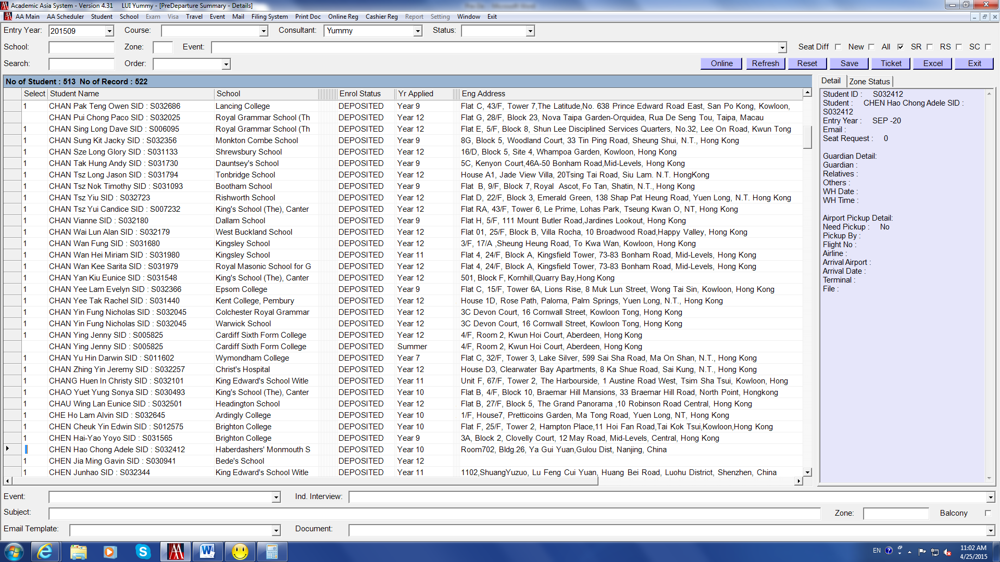 Academic Asia System - Version 4.31 LUI Yummy - [PreDeparture Summary - Details]
AA Main AA Scheduler Student School Exam Visa Travel Event Mail Filing System Print Doc Online Reg Cashier Reg Report Setting Window Exit
Entry Year: 201509 Course: Consultant: Yummy Status:
School: Zone: Event: Seat Diff New All SR RS SC
Search: Order: Online Refresh Reset Save Ticket Excel Exit
No of Student : 513 No of Record : 522
Select Student Name School Enrol Status Yr Applied Eng Address
1 CHAN Pak Teng Owen SID : S032686 Lancing College DEPOSITED Year 9 Flat C, 43/F, Tower 7,The Latitude,No. 638 Prince Edward Road East, San Po Kong, Kowloon,
CHAN Pui Chong Paco SID : S032025 Royal Grammar School (Th DEPOSITED Year 12 Flat G, 28/F, Block 23, Nova Taipa Garden-Orquidea, Rua De Seng Tou, Taipa, Macau
1 CHAN Sing Long Dave SID : S006095 Royal Grammar School (Th DEPOSITED Year 12 Flat E, 5/F, Block 8, Shun Lee Disciplined Services Quarters, No.32, Lee On Road, Kwun Tong
1 CHAN Sung Kit Jacky SID : S032356 Monkton Combe School DEPOSITED Year 9 8G, Block 5, Woodland Court, 33 Tin Ping Road, Sheung Shui, N.T., Hong Kong
1 CHAN Sze Long Glory SID : S031133 Shrewsbury School DEPOSITED Year 12 16/D, Block 5, Site 4, Whampoa Garden, Kowloon, Hong Kong
1 CHAN Tak Hung Andy SID : S031730 Dauntsey's School DEPOSITED Year 9 5C, Kenyon Court,46A-50 Bonham Road,Mid-Levels, Hong Kong
1 CHAN Tsz Long Jason SID : S031794 Tonbridge School DEPOSITED Year 12 House A1, Jade View Villa, 20Tsing Tai Road, Siu Lam. N.T. HongKong
1 CHAN Tsz Nok Timothy SID : S031093 Bootham School DEPOSITED Year 9 Flat B, 9/F, Block 7, Royal Ascot, Fo Tan, Shatin, N.T., Hong Kong
1 CHAN Tsz Yiu SID : S032723 Rishworth School DEPOSITED Year 12 Flat D, 22/F, Block 3, Emerald Green, 138 Shap Pat Heung Road, Yuen Long, N.T. Hong Kong
1 CHAN Tsz Yui Candice SID : S007232 King's School (The), Canter DEPOSITED Year 12 Flat RA, 43/F, Tower 6, Le Prime, Lohas Park, Tseung Kwan O, NT, Hong Kong
1 CHAN Vianne SID : S032180 Dallam School DEPOSITED Year 9 Flat H, 5/F, 111 Mount Butler Road,Jardines Lookout, Hong Kong
1 CHAN Wai Lun Alan SID : S032179 West Buckland School DEPOSITED Year 12 Flat 01, 25/F, Block B, Villa Rocha, 10 Broadwood Road,Happy Valley, Hong Kong
1 CHAN Wan Fung SID : S031680 Kingsley School DEPOSITED Year 12 3/F, 17/A ,Sheung Heung Road, To Kwa Wan, Kowloon, Hong Kong
1 CHAN Wan Hei Miriam SID : S031980 Kingsley School DEPOSITED Year 11 Flat 4, 24/F, Block A, Kingsfield Tower, 73-83 Bonham Road, Mid-Levels, Hong Kong
1 CHAN Wan Kee Sarita SID : S031979 Royal Masonic School for G DEPOSITED Year 12 Flat 4, 24/F, Block A, Kingsfield Tower, 73-83 Bonham Road, Mid-Levels, Hong Kong
1 CHAN Yan Kiu Eunice SID : S031548 King's School (The), Canter DEPOSITED Year 12 501, Block F, Kornhill,Quarry Bay,Hong Kong
1 CHAN Yee Lam Evelyn SID : S032366 Epsom College DEPOSITED Year 9 Flat C, 15/F, Tower 6A, Lions Rise, 8 Muk Lun Street, Wong Tai Sin, Kowloon, Hong Kong
1 CHAN Yee Tak Rachel SID : S031440 Kent College, Pembury DEPOSITED Year 12 House 1D, Rose Path, Paloma, Palm Springs, Yuen Long, N.T., Hong Kong
1 CHAN Yin Fung Nicholas SID : S032045 Colchester Royal Grammar DEPOSITED Year 12 3C Devon Court, 16 Cornwall Street, Kowloon Tong, Hong Kong
1 CHAN Yin Fung Nicholas SID : S032045 Warwick School DEPOSITED Year 12 3C Devon Court, 16 Cornwall Street, Kowloon Tong, Hong Kong
1 CHAN Ying Jenny SID : S005825 Cardiff Sixth Form College DEPOSITED Year 12 4/F, Room 2, Kwun Hoi Court, Aberdeen, Hong Kong
CHAN Ying Jenny SID : S005825 Cardiff Sixth Form College DEPOSITED Summer 4/F, Room 2, Kwun Hoi Court, Aberdeen, Hong Kong
1 CHAN Yu Hin Darwin SID : S011602 Wymondham College DEPOSITED Year 7 Flat C, 32/F, Tower 3, Lake Silver, 599 Sai Sha Road, Ma On Shan, N.T., Hong Kong
1 CHAN Zhing Yin Jeremy SID : S032257 Christ's Hospital DEPOSITED Year 12 House D3, Clearwater Bay Apartments, 8 Ka Shue Road, Sai Kung, N.T., Hong Kong
1 CHANG Huen In Christy SID : S032101 King Edward's School Witle DEPOSITED Year 11 Unit F, 67/F, Tower 2, The Harbourside, 1 Austine Road West, Tsim Sha Tsui, Kowloon, Hong
1 CHAO Yuet Yung Sonya SID : S030493 King's School (The), Canter DEPOSITED Year 10 Flat B, 4/F, Block 10, Braemar Hill Mansions, 33 Braemar Hill Road, North Point, Hongkong
1 CHAU Wing Lan Eunice SID : S032501 Headington School DEPOSITED Year 12 Flat B, 27/F, Block 5, The Grand Panorama ,10 Robinson Road Central, Hong Kong
1 CHE Ho Lam Alvin SID : S032645 Ardingly College DEPOSITED Year 10 1/F, House7, Pretticoins Garden, Ma Tong Road, Yuen Long, NT, Hong Kong
1 CHEN Cheuk Yin Edwin SID : S012575 Brighton College DEPOSITED Year 10 Flat F, 25/F, Tower 2, Hampton Place,11 Hoi Fan Road,Tai Kok Tsui,Kowloon,Hong Kong
1 CHEN Hai-Yao Yoyo SID : S031565 Brighton College DEPOSITED Year 9 3A, Block 2, Clovelly Court, 12 May Road, Mid-Levels, Central, Hong Kong
CHEN Hao Chong Adele SID : S032412 Haberdashers' Monmouth S DEPOSITED Year 10 Room702, Bldg.26, Ya Gui Yuan,Gulou Dist, Nanjing, China
1 CHEN Jia Ming Gavin SID : S030941 Bede's School DEPOSITED Year 12
1 CHEN Junhao SID : S032344 King Edward's School Witle DEPOSITED Year 11 1102,ShuangYuzuo, Lu Feng Cui Yuan, Huang Bei Road, Luohu District, Shenzhen, China
Detail Zone Status
Student ID : S032412
Student : CHEN Hao Chong Adele SID :
S032412
Entry Year : SEP -20
Email :
Seat Request : 0
Guardian Detail:
Guardian :
Relatives :
Others :
WH Date :
WH Time :
Airport Pickup Detail:
Need Pickup : No
Pickup By :
Flight No :
Airline :
Arrival Airport :
Arrival Date :
Terminal :
File :
Event: Ind. Interview:
Subject: Zone: Balcony
Email Template: Document:
EN 11:02 AM
4/25/2015